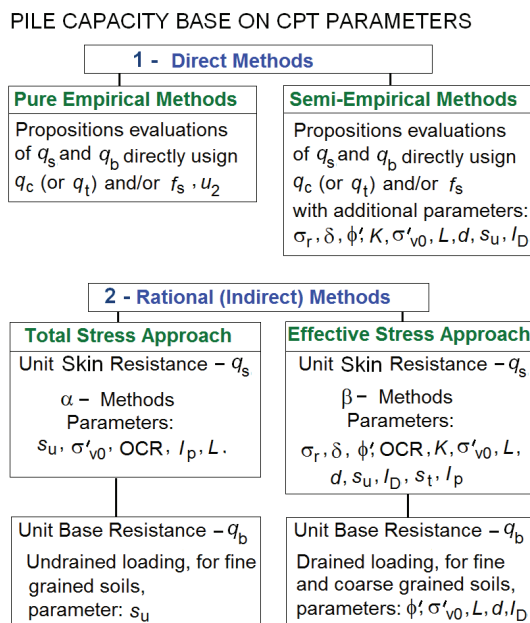 PILE CAPACITY BASE ON CPT PARAMETERS
1 - Direct Methods
Pure Empirical Methods
Propositions evaluations
of qs and qb directly usign
qc (or qt) and/or fs , u2
Semi-Empirical Methods
Propositions evaluations
of qs and qb directly usign
qc (or qt) and/or fs
with additional parameters:
σr, δ, ϕ', K, σ'v0, L, d, su, ID
2 - Rational (Indirect) Methods
Total Stress Approach
Unit Skin Resistance – qs
α – Methods
Parameters:
su, σ'v0, OCR, Ip, L.
Unit Base Resistance – qb
Undrained loading, for fine
grained soils,
parameter: su
Effective Stress Approach
Unit Skin Resistance – qs
β – Methods
Parameters:
σr, δ, ϕ', OCR, K, σ'v0, L,
d, su, ID, st, Ip
Unit Base Resistance – qb
Drained loading, for fine
and coarse grained soils,
parameters: ϕ', σ'v0, L, d, ID